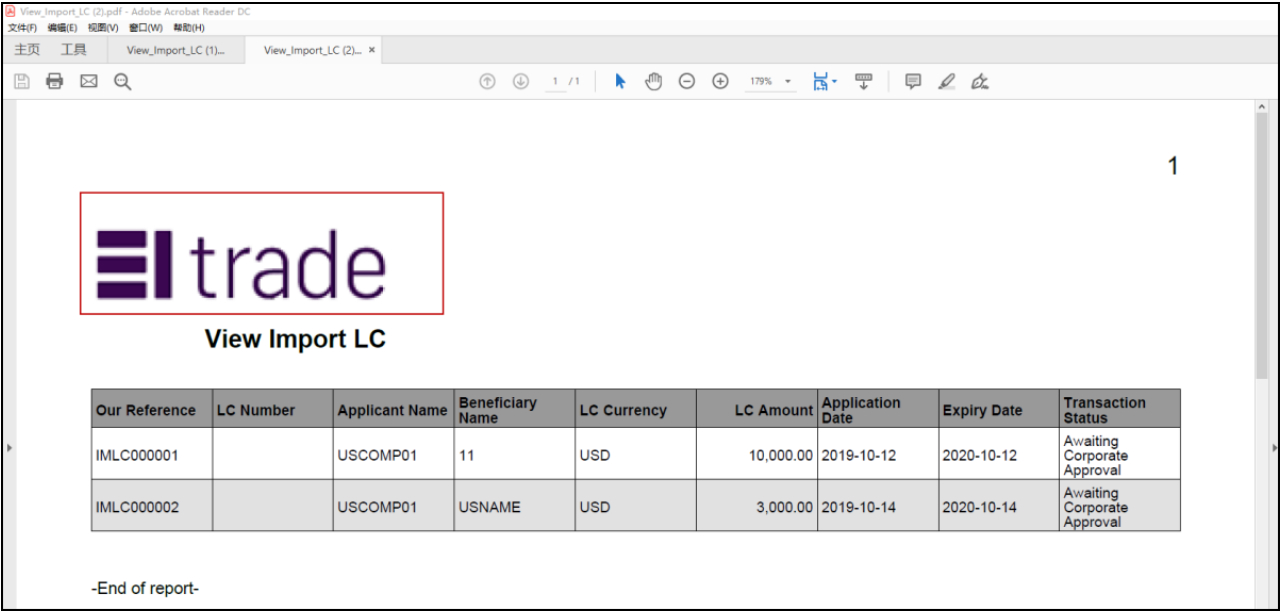 View_Import_LC (2).pdf - Adobe Acrobat Reader DC
文件(F) 编辑(E) 视图(V) 窗口(W) 帮助(H)
主页 工具 View_Import_LC (1)... View_Import_LC (2)... ×
1 / 1 179%
1
trade
View Import LC
Our Reference LC Number Applicant Name Beneficiary Name LC Currency LC Amount Application Date Expiry Date Transaction Status
IMLC000001 USCOMP01 11 USD 10,000.00 2019-10-12 2020-10-12 Awaiting Corporate Approval
IMLC000002 USCOMP01 USNAME USD 3,000.00 2019-10-14 2020-10-14 Awaiting Corporate Approval
-End of report-